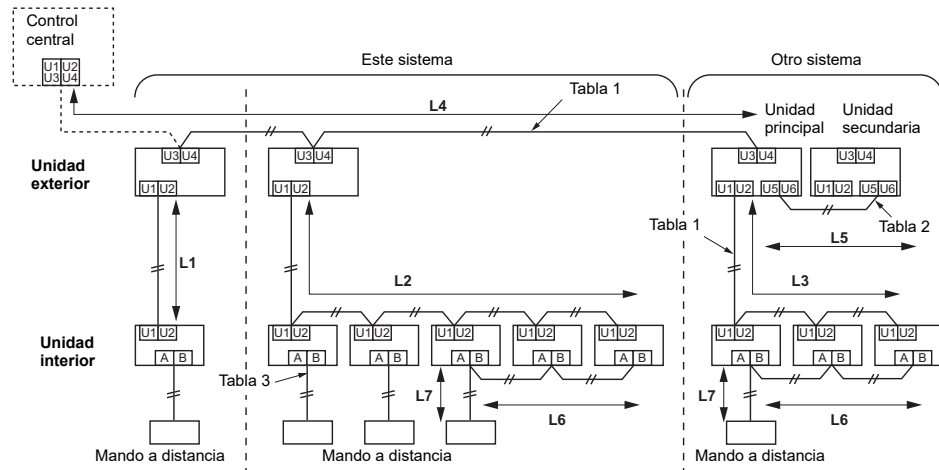 Control
central
U1 U2
U3 U4
Este sistema
Otro sistema
Tabla 1
L4
Unidad
principal
Unidad
secundaria
Unidad
exterior
U3 U4
U3 U4
U3 U4
U3 U4
U1 U2
U1 U2
U1 U2
U5 U6
U1 U2
U5 U6
Tabla 1
Tabla 2
L5
L1
L2
L3
Unidad
interior
U1 U2
U1 U2
U1 U2
U1 U2
U1 U2
U1 U2
U1 U2
U1 U2
U1 U2
A B
A B
A B
A B
A B
A B
A B
A B
A B
Tabla 3
L7
L6
L7
L6
Mando a distancia
Mando a distancia
Mando a distancia